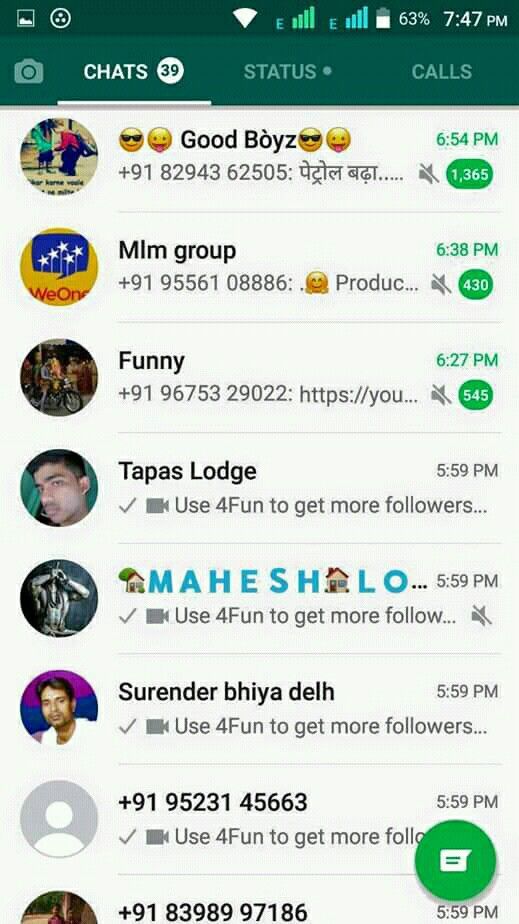 E E 63% 7:47 PM
CHATS 39 STATUS CALLS
😎😛 Good Bòyz😎😛 6:54 PM
+91 82943 62505: पेट्रोल बढ़ा..... 1,365
Mlm group 6:38 PM
+91 95561 08886: .🤗 Produc... 430
WeOne
Funny 6:27 PM
+91 96753 29022: https://you... 545
Tapas Lodge 5:59 PM
Use 4Fun to get more followers...
🏡MAHESH🏠LO... 5:59 PM
Use 4Fun to get more follow...
Surender bhiya delh 5:59 PM
Use 4Fun to get more followers...
+91 95231 45663 5:59 PM
Use 4Fun to get more follo
+91 83989 97186 5:59 PM